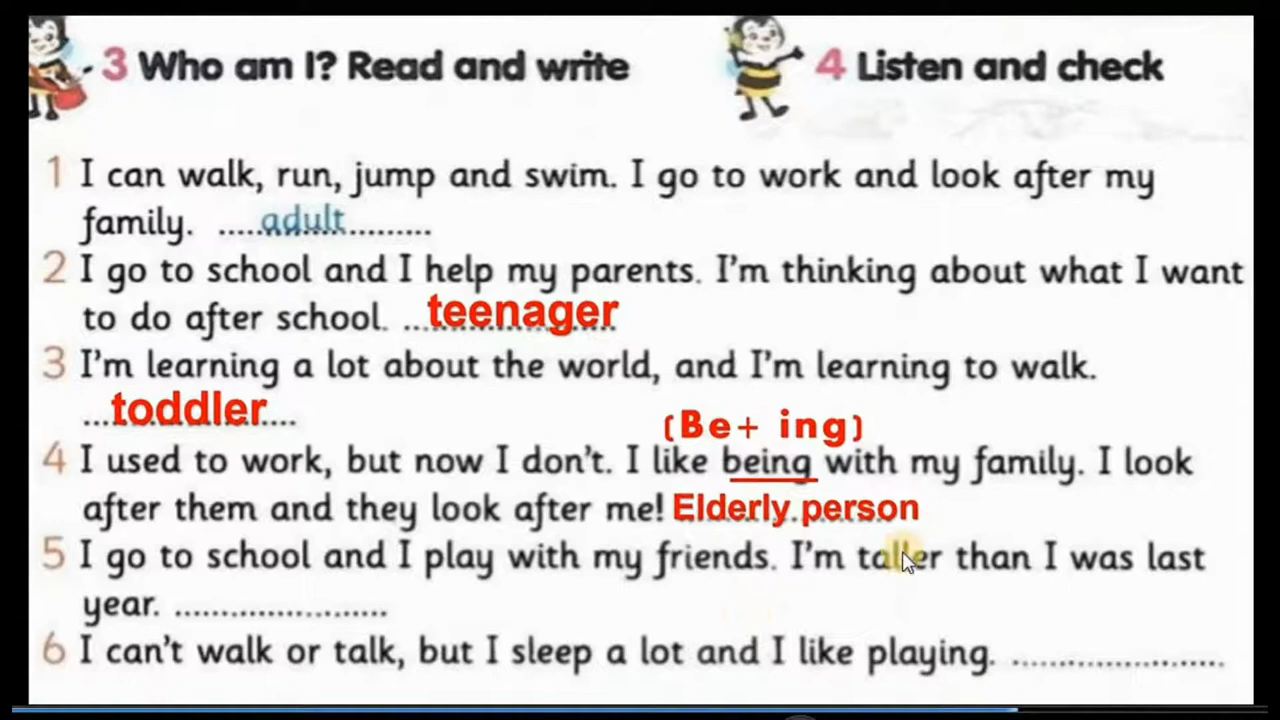 3 Who am I? Read and write
4 Listen and check
1 I can walk, run, jump and swim. I go to work and look after my
family. .....adult.........
2 I go to school and I help my parents. I'm thinking about what I want
to do after school. ...teenager
3 I'm learning a lot about the world, and I'm learning to walk.
...toddler....
(Be+ ing)
4 I used to work, but now I don't. I like being with my family. I look
after them and they look after me! Elderly person
5 I go to school and I play with my friends. I'm taller than I was last
year. .......................
6 I can't walk or talk, but I sleep a lot and I like playing. .......................